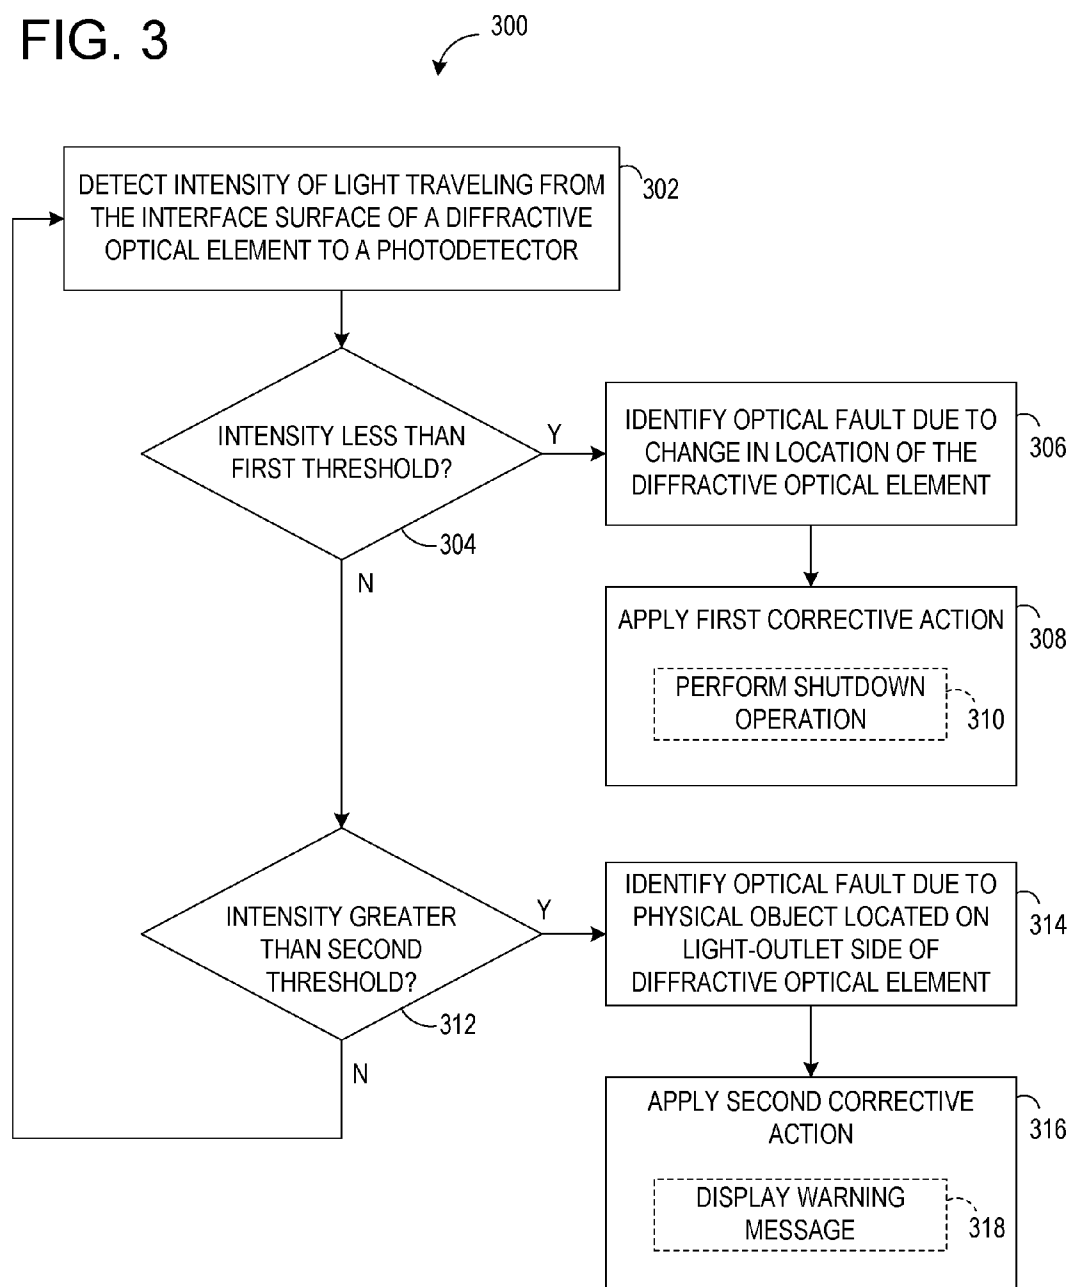 FIG. 3
300
DETECT INTENSITY OF LIGHT TRAVELING FROM
THE INTERFACE SURFACE OF A DIFFRACTIVE
OPTICAL ELEMENT TO A PHOTODETECTOR
302
INTENSITY LESS THAN
FIRST THRESHOLD?
304
Y
N
IDENTIFY OPTICAL FAULT DUE TO
CHANGE IN LOCATION OF THE
DIFFRACTIVE OPTICAL ELEMENT
306
APPLY FIRST CORRECTIVE ACTION
308
PERFORM SHUTDOWN
OPERATION
310
INTENSITY GREATER
THAN SECOND
THRESHOLD?
312
Y
N
IDENTIFY OPTICAL FAULT DUE TO
PHYSICAL OBJECT LOCATED ON
LIGHT-OUTLET SIDE OF
DIFFRACTIVE OPTICAL ELEMENT
314
APPLY SECOND CORRECTIVE
ACTION
316
DISPLAY WARNING
MESSAGE
318